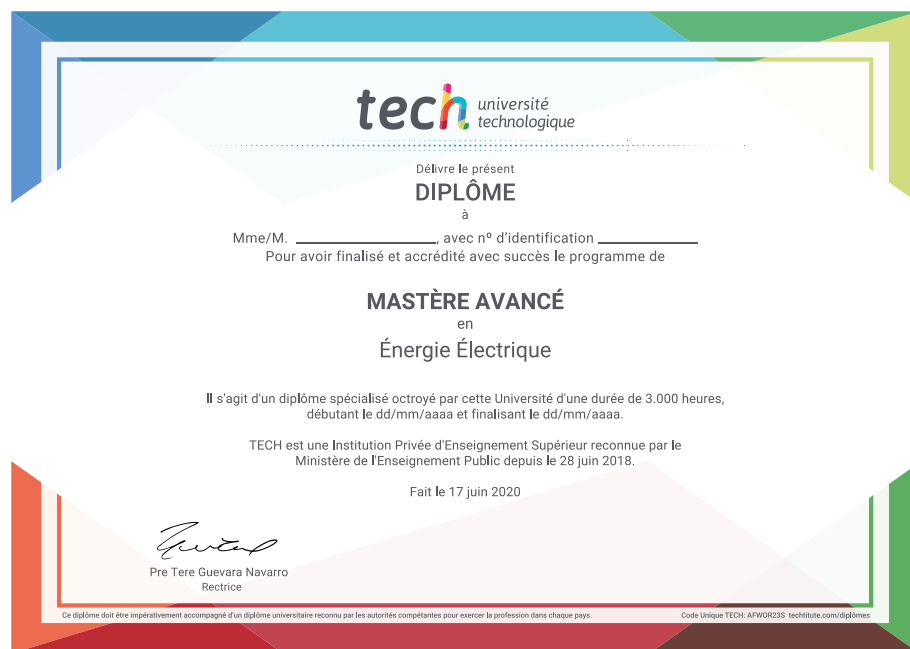 tech université
technologique
Délivre le présent
DIPLÔME
à
Mme/M. ____________________, avec nº d'identification ______________
Pour avoir finalisé et accrédité avec succès le programme de
MASTÈRE AVANCÉ
en
Énergie Électrique
Il s'agit d'un diplôme spécialisé octroyé par cette Université d'une durée de 3.000 heures,
débutant le dd/mm/aaaa et finalisant le dd/mm/aaaa.
TECH est une Institution Privée d'Enseignement Supérieur reconnue par le
Ministère de l'Enseignement Public depuis le 28 juin 2018.
Fait le 17 juin 2020
Pre Tere Guevara Navarro
Rectrice
Ce diplôme doit être impérativement accompagné d'un diplôme universitaire reconnu par les autorités compétentes pour exercer la profession dans chaque pays.
Code Unique TECH: AFWOR23S techtitute.com/diplômes